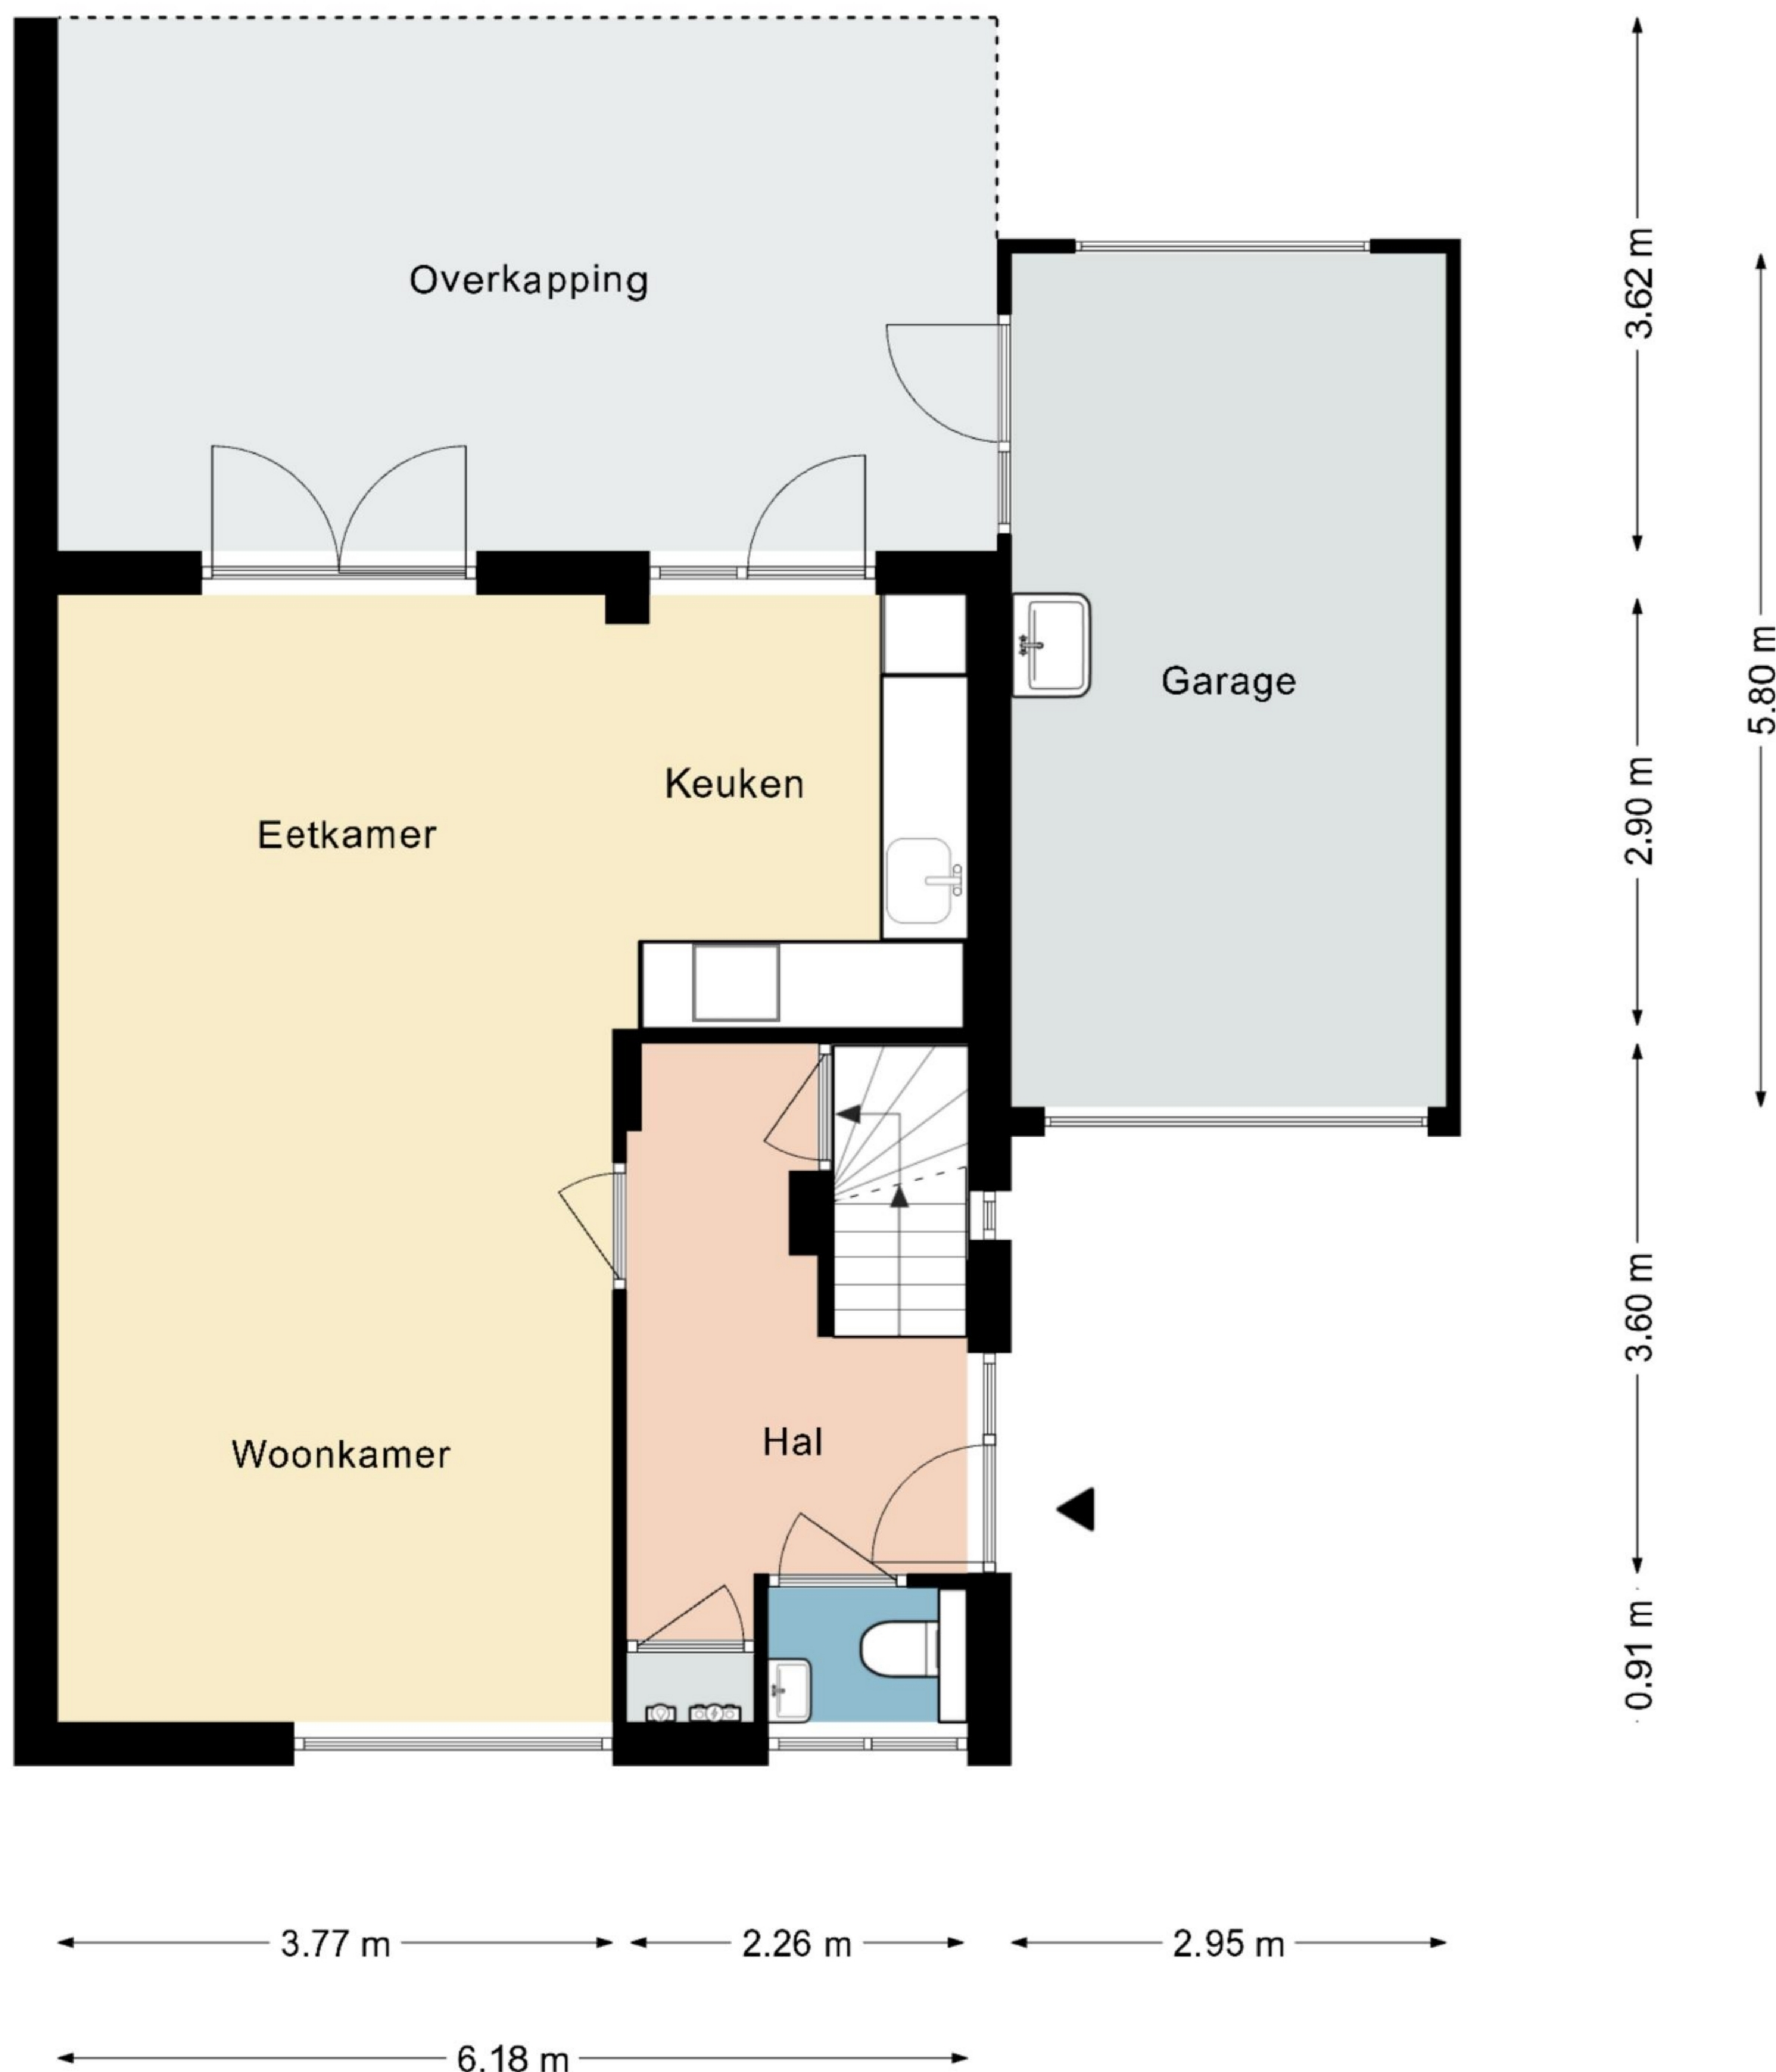 Overkapping
Garage
Keuken
Eetkamer
Woonkamer
Hal
3.62 m
2.90 m
5.80 m
3.60 m
0.91 m
3.77 m
2.26 m
2.95 m
6.18 m